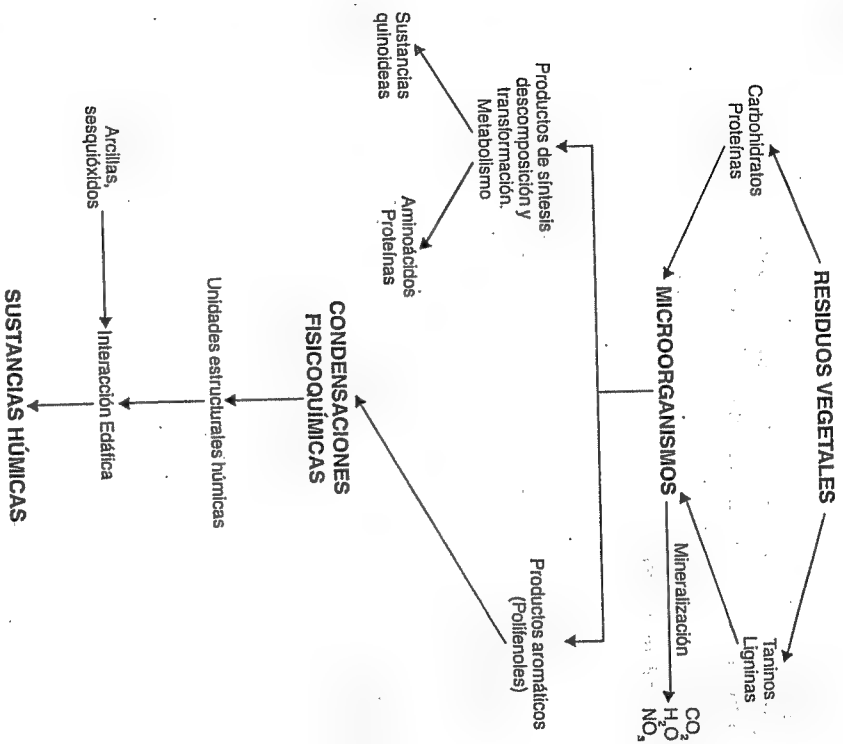 RESIDUOS VEGETALES
Carbohidratos
Proteínas
Taninos
Ligninas
MICROORGANISMOS
Mineralización
CO₂
H₂O
NO₃
Productos de síntesis
descomposición y
transformación.
Metabolismo
Productos aromáticos
(Polifenoles)
Sustancias
quinoideas
Aminoácidos
Proteínas
CONDENSACIONES
FISICOQUÍMICAS
Unidades estructurales húmicas
Arcillas,
sesquióxidos
Interacción Edáfica
SUSTANCIAS HÚMICAS